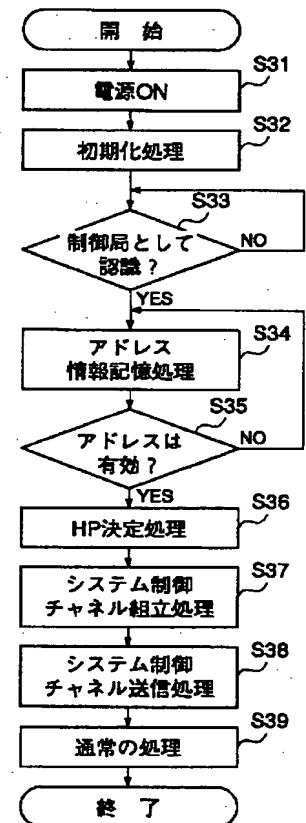 開始
S31
電源ON
S32
初期化処理
S33
制御局として
認識？
NO
YES
S34
アドレス
情報記憶処理
S35
アドレスは
有効？
NO
YES
S36
HP決定処理
S37
システム制御
チャネル組立処理
S38
システム制御
チャネル送信処理
S39
通常の処理
終了